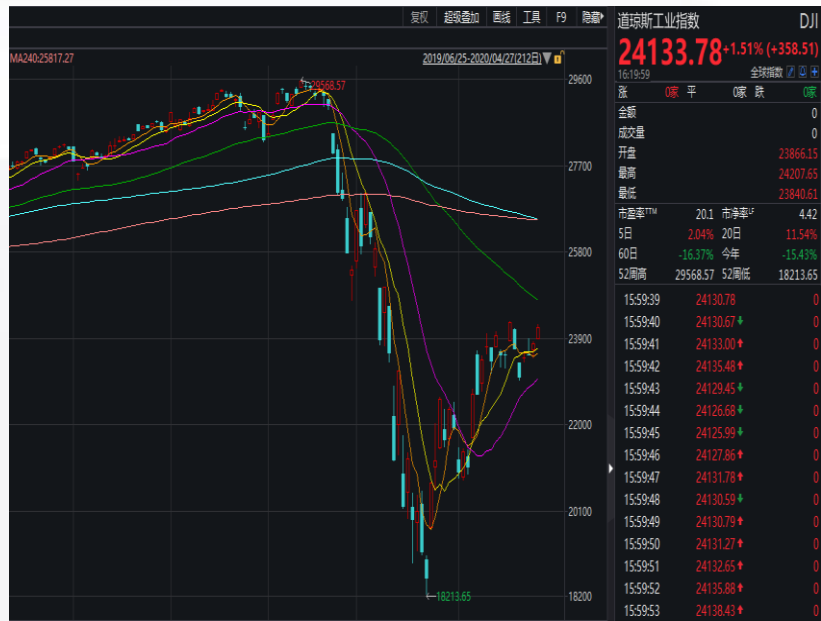 复权 超级叠加 画线 工具 F9 隐藏
MA240:25817.27
2019/06/25-2020/04/27(212日)
29568.57
29600
27700
25800
23900
22000
20100
18200
18213.65
道琼斯工业指数 DJI
24133.78 +1.51% (+358.51)
16:19:59 全球指数
涨 0家 平 0家 跌 0家
金额 0
成交量 0
开盘 23866.15
最高 24207.65
最低 23840.61
市盈率TTM 20.1 市净率LF 4.42
5日 2.04% 20日 11.54%
60日 -16.37% 今年 -15.43%
52周高 29568.57 52周低 18213.65
15:59:39 24130.78 0
15:59:40 24130.67 0
15:59:41 24133.00 0
15:59:42 24135.48 0
15:59:43 24129.45 0
15:59:44 24126.68 0
15:59:45 24125.99 0
15:59:46 24127.86 0
15:59:47 24131.78 0
15:59:48 24130.59 0
15:59:49 24130.79 0
15:59:50 24131.27 0
15:59:51 24132.65 0
15:59:52 24135.88 0
15:59:53 24138.43 0